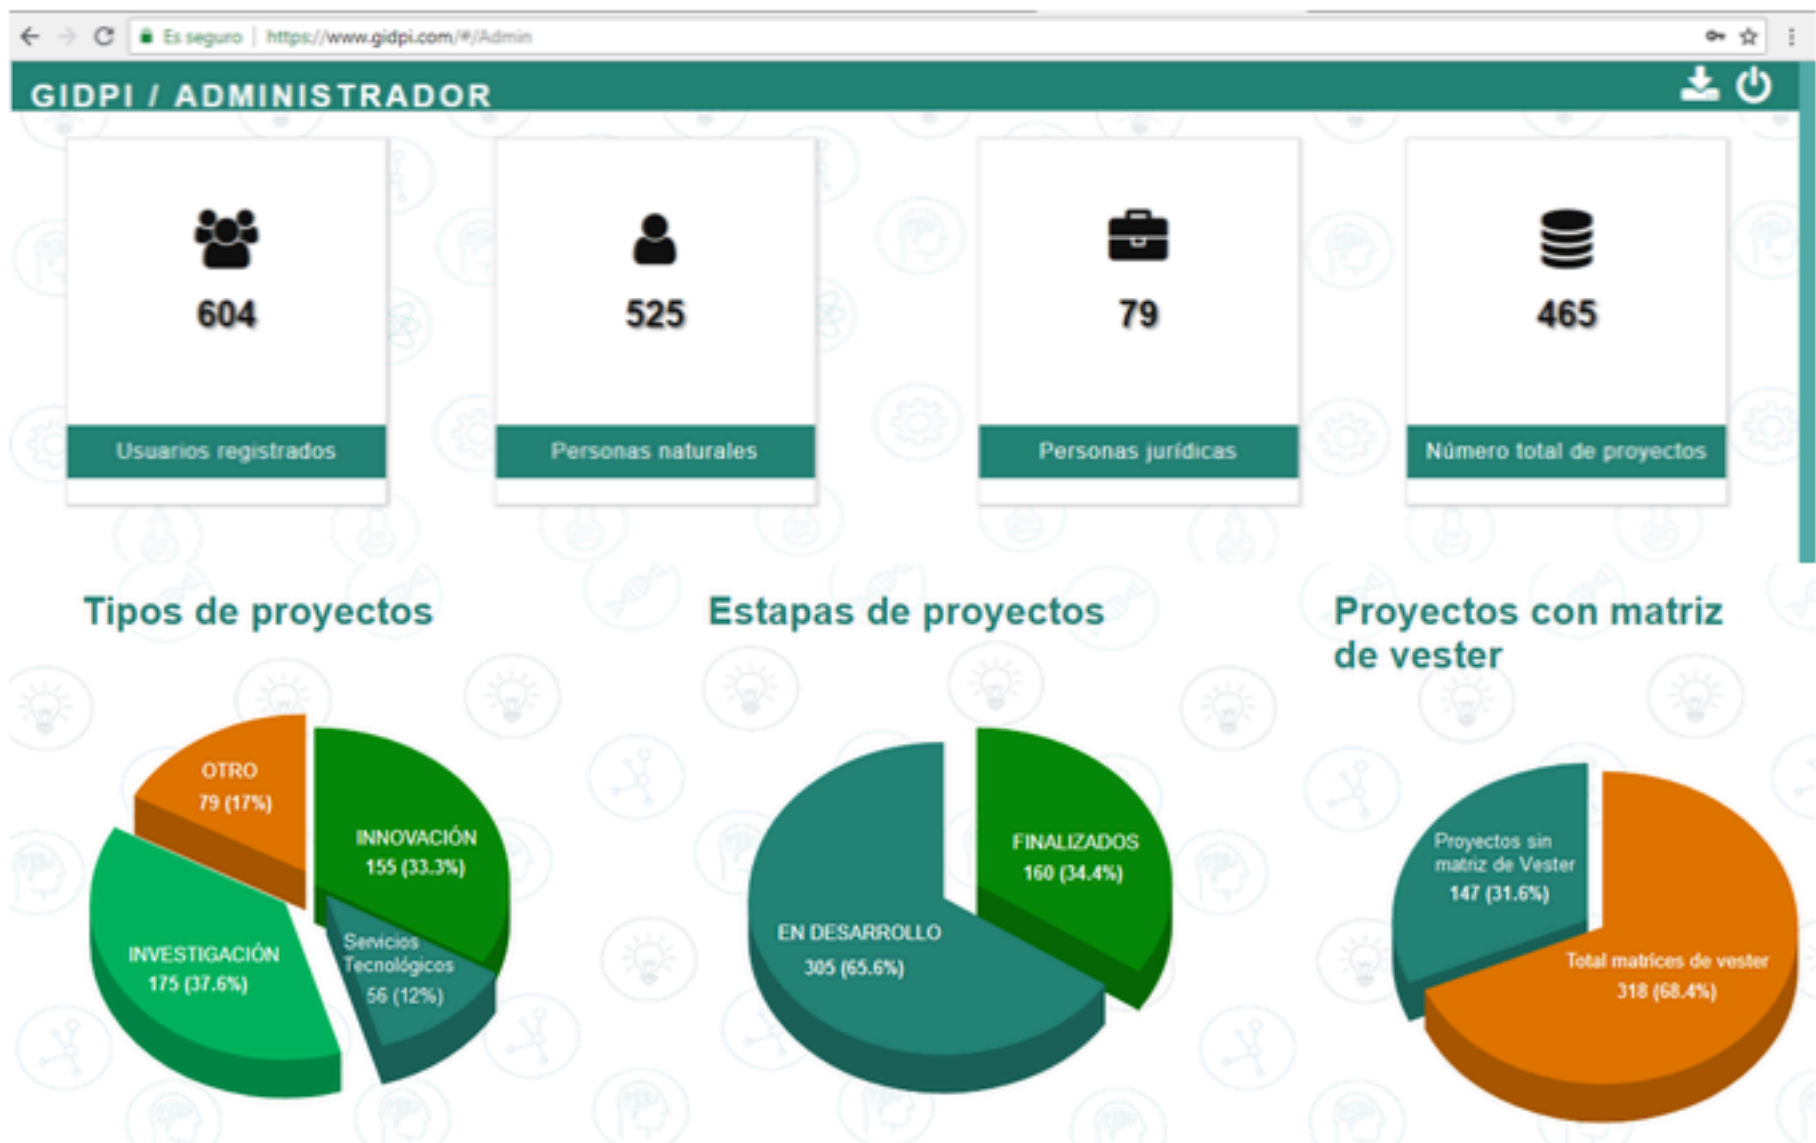 Es seguro | https://www.gidpi.com/#/Admin
GIDPI / ADMINISTRADOR
604
Usuarios registrados
525
Personas naturales
79
Personas jurídicas
465
Número total de proyectos
Tipos de proyectos
OTRO
79 (17%)
INNOVACIÓN
155 (33.3%)
Servicios
Tecnológicos
56 (12%)
INVESTIGACIÓN
175 (37.6%)
Estapas de proyectos
FINALIZADOS
160 (34.4%)
EN DESARROLLO
305 (65.6%)
Proyectos con matriz
de vester
Proyectos sin
matriz de Vester
147 (31.6%)
Total matrices de vester
318 (68.4%)